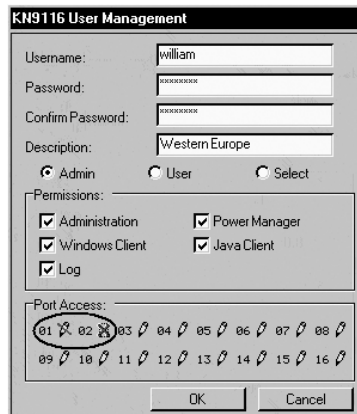 KN9116 User Management
Username: william
Password: xxxxxxxx
Confirm Password: xxxxxxxx
Description: Western Europe
Admin User Select
Permissions:
Administration Power Manager
Windows Client Java Client
Log
Port Access:
01 02 03 04 05 06 07 08
09 10 11 12 13 14 15 16
OK Cancel